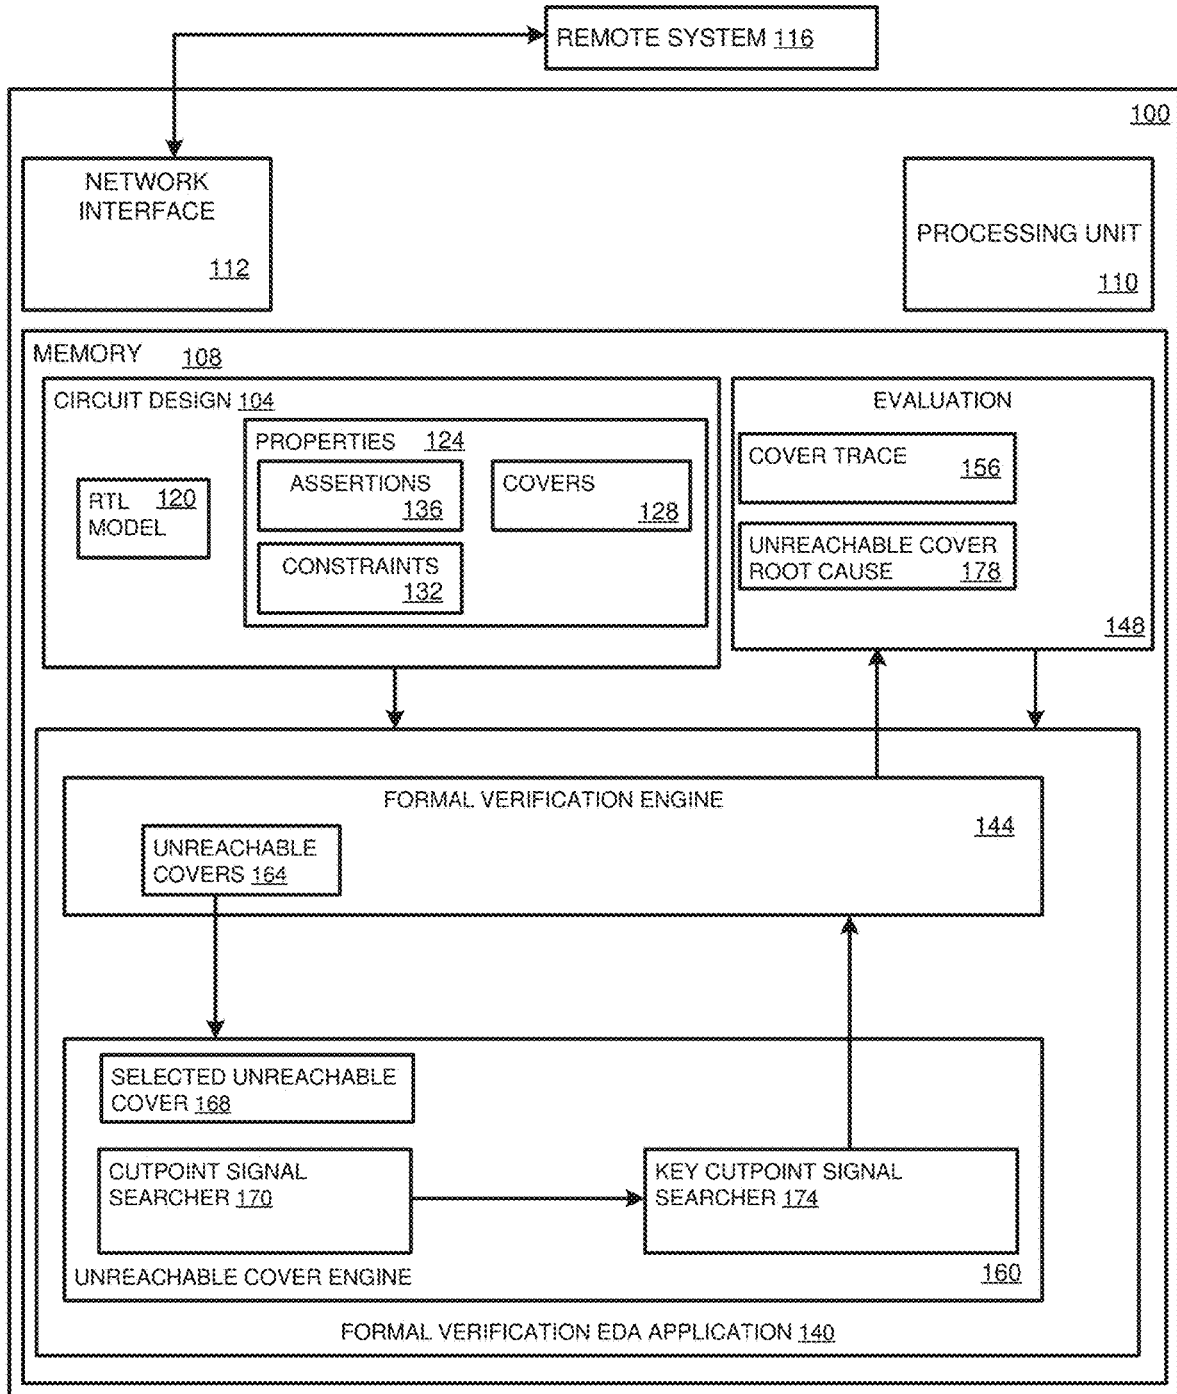 REMOTE SYSTEM 116
100
NETWORK
INTERFACE
112
PROCESSING UNIT
110
MEMORY 108
CIRCUIT DESIGN 104
PROPERTIES 124
RTL 120
MODEL
ASSERTIONS
136
COVERS
128
CONSTRAINTS
132
EVALUATION
COVER TRACE
156
UNREACHABLE COVER
ROOT CAUSE 178
148
FORMAL VERIFICATION ENGINE
144
UNREACHABLE
COVERS 164
SELECTED UNREACHABLE
COVER 168
CUTPOINT SIGNAL
SEARCHER 170
KEY CUTPOINT SIGNAL
SEARCHER 174
UNREACHABLE COVER ENGINE
160
FORMAL VERIFICATION EDA APPLICATION 140